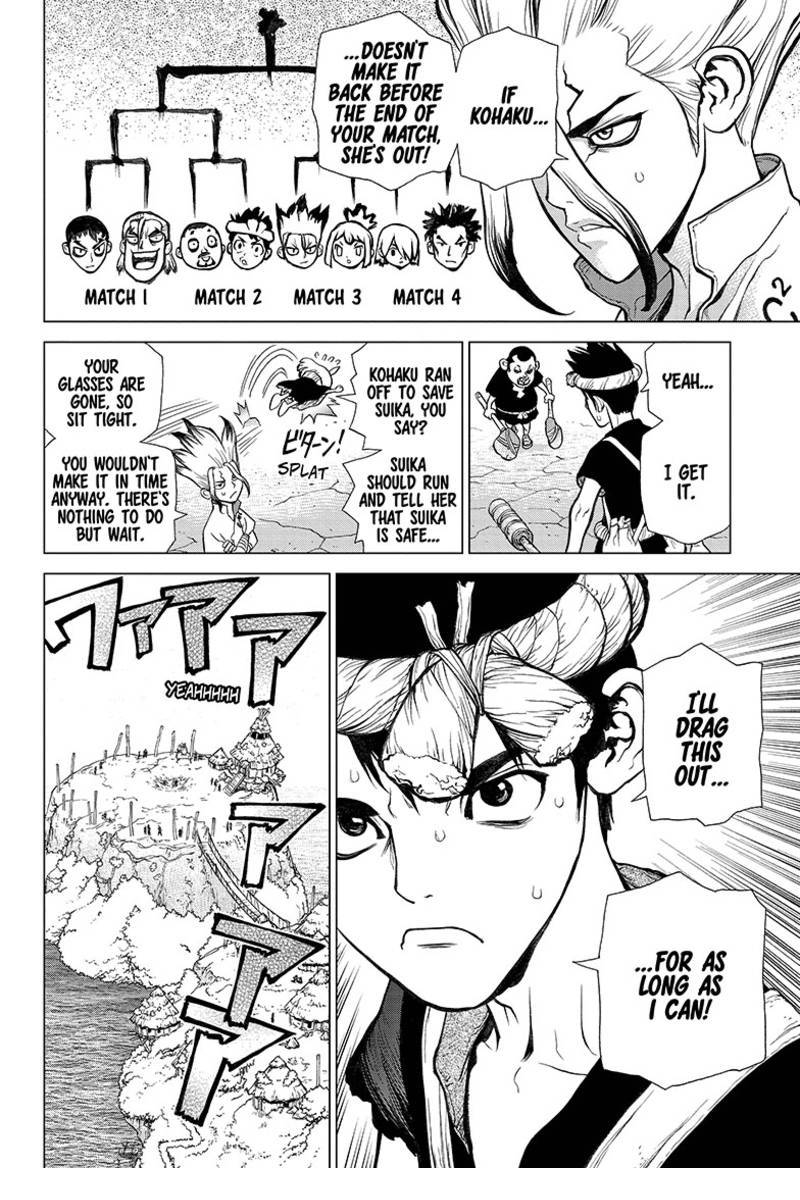 IF
KOHAKU...
...DOESN'T
MAKE IT
BACK BEFORE
THE END OF
YOUR MATCH,
SHE'S OUT!
MATCH 1
MATCH 2
MATCH 3
MATCH 4
C²
YEAH...
I GET
IT.
KOHAKU RAN
OFF TO SAVE
SUIKA, YOU
SAY?
SUIKA
SHOULD RUN
AND TELL HER
THAT SUIKA
IS SAFE...
ビターン!
SPLAT
YOUR
GLASSES ARE
GONE, SO
SIT TIGHT.
YOU WOULDN'T
MAKE IT IN TIME
ANYWAY. THERE'S
NOTHING TO DO
BUT WAIT.
I'LL
DRAG
THIS
OUT...
...FOR AS
LONG AS
I CAN!
ワァアア
YEAHHHHH
アアア